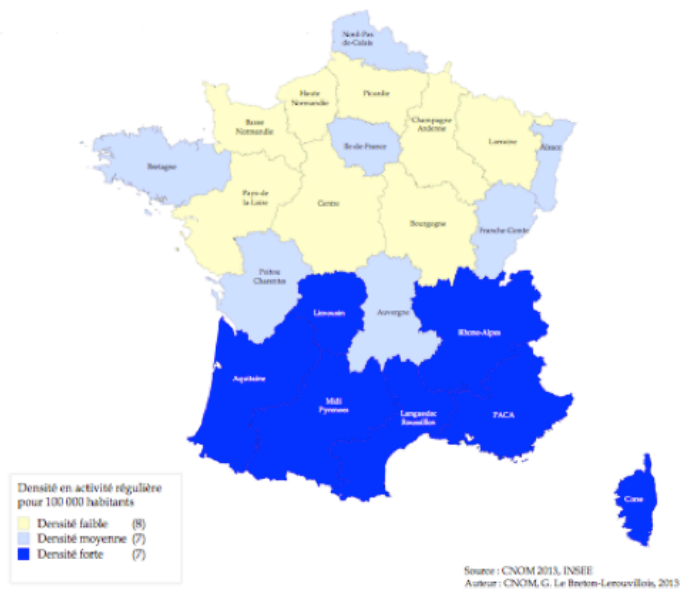 Nord-Pas
de-Calais
Haute
Normandie
Picardie
Basse
Normandie
Champagne
Ardenne
Lorraine
Ile-de-France
Alsace
Bretagne
Pays de
la Loire
Centre
Bourgogne
Franche-Comte
Poitou
Charentes
Limousin
Auvergne
Rhone-Alpes
Aquitaine
Midi
Pyrenees
Languedoc
Roussillon
PACA
Corse
Densité en activité régulière
pour 100 000 habitants
Densité faible (8)
Densité moyenne (7)
Densité forte (7)
Source : CNOM 2013, INSEE
Auteur : CNOM, G. Le Breton-Lerouvillois, 2013